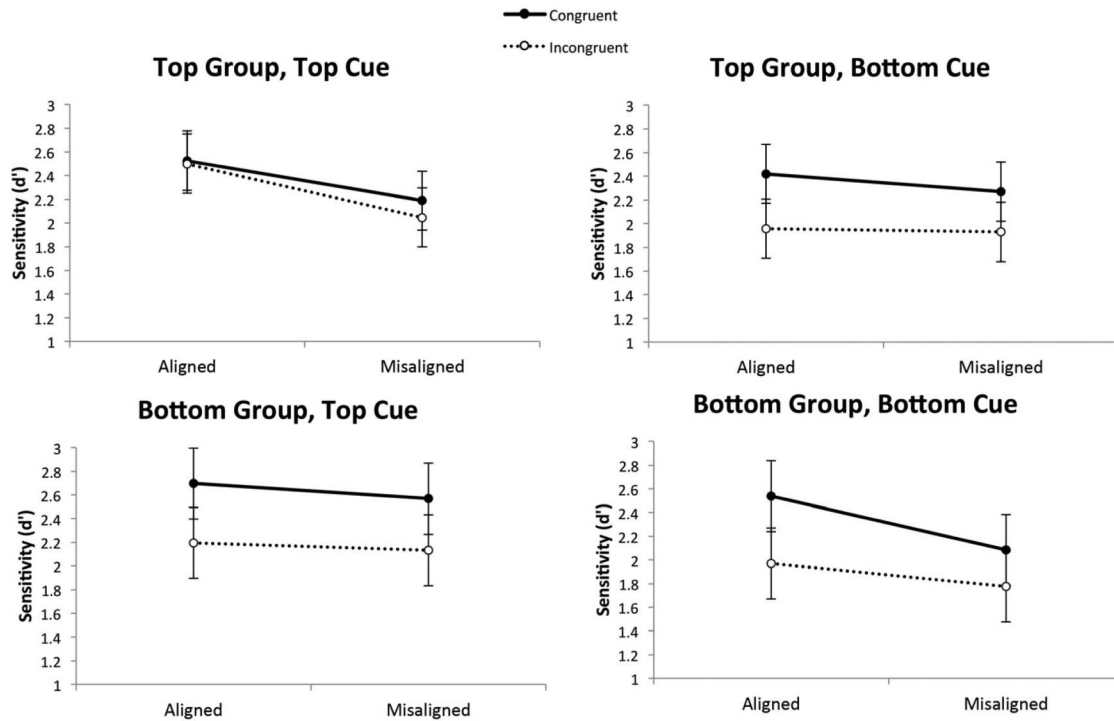 Congruent
Incongruent
Top Group, Top Cue
3
2.8
2.6
2.4
2.2
2
1.8
1.6
1.4
1.2
1
Sensitivity (d')
Aligned
Misaligned
Top Group, Bottom Cue
3
2.8
2.6
2.4
2.2
2
1.8
1.6
1.4
1.2
1
Sensitivity (d')
Aligned
Misaligned
Bottom Group, Top Cue
3
2.8
2.6
2.4
2.2
2
1.8
1.6
1.4
1.2
1
Sensitivity (d')
Aligned
Misaligned
Bottom Group, Bottom Cue
3
2.8
2.6
2.4
2.2
2
1.8
1.6
1.4
1.2
1
Sensitivity (d')
Aligned
Misaligned